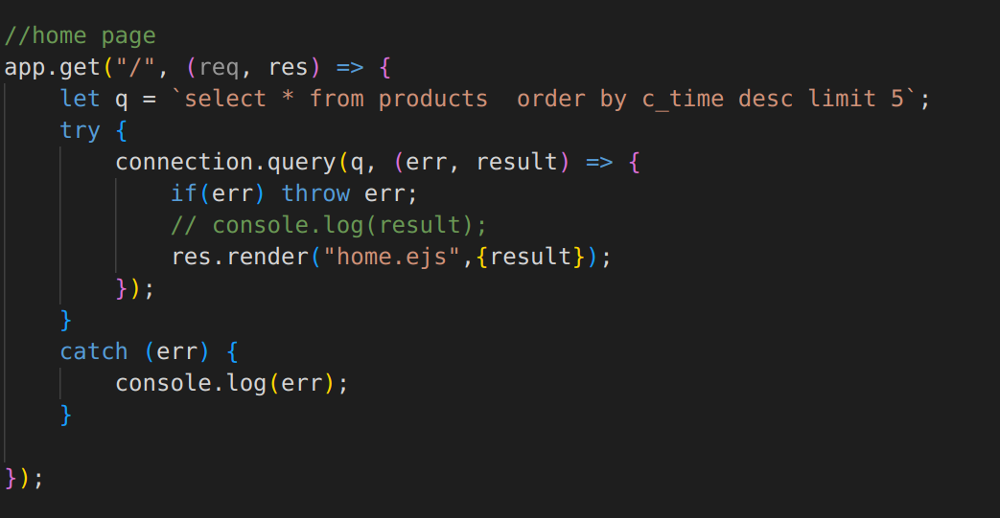 //home page
app.get("/", (req, res) => {
    let q = `select * from products  order by c_time desc limit 5`;
    try {
        connection.query(q, (err, result) => {
            if(err) throw err;
            // console.log(result);
            res.render("home.ejs",{result});
        });
    }
    catch (err) {
        console.log(err);
    }

});